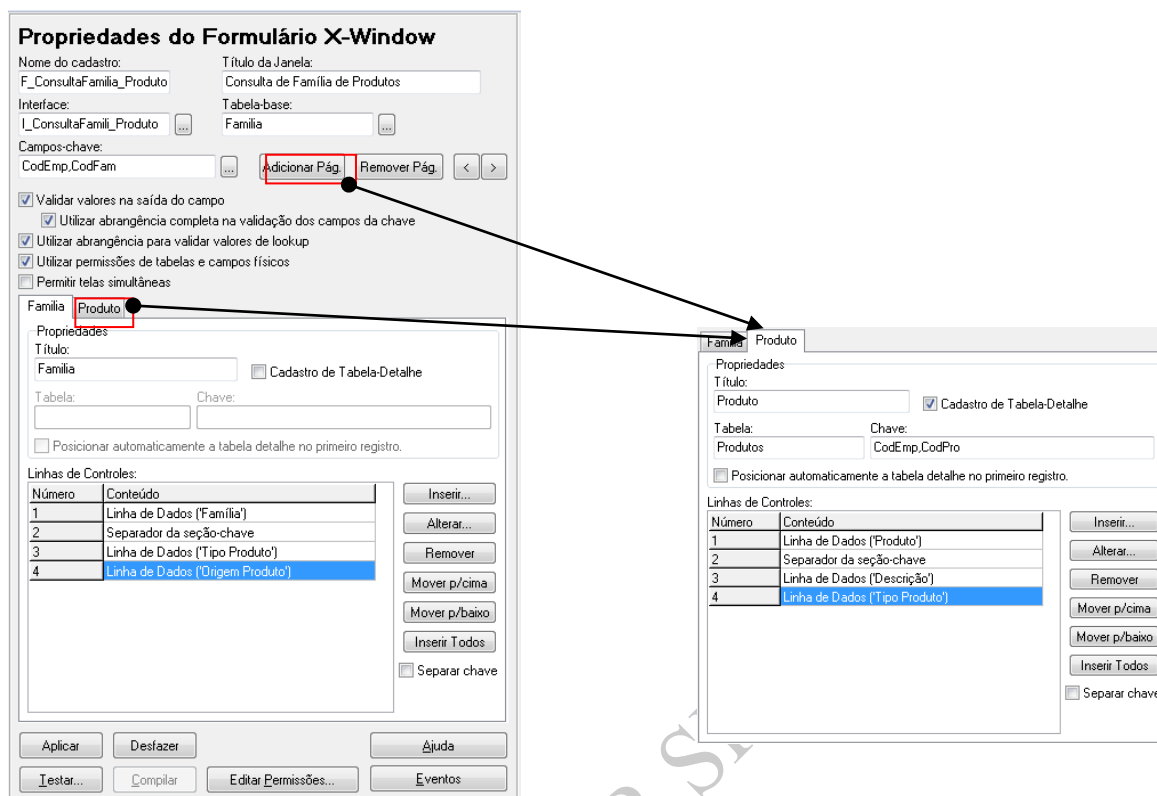 Propriedades do Formulário X-Window
Nome do cadastro: Título da Janela:
F_ConsultaFamilia_Produto Consulta de Família de Produtos
Interface: Tabela-base:
I_ConsultaFamili_Produto ... Familia ...
Campos-chave:
CodEmp,CodFam ... Adicionar Pág. Remover Pág. < >
Validar valores na saída do campo
Utilizar abrangência completa na validação dos campos da chave
Utilizar abrangência para validar valores de lookup
Utilizar permissões de tabelas e campos físicos
Permitir telas simultâneas
Familia Produto
Propriedades
Título:
Familia Cadastro de Tabela-Detalhe
Tabela: Chave:
Posicionar automaticamente a tabela detalhe no primeiro registro.
Linhas de Controles:
Número Conteúdo
1 Linha de Dados ('Família')
2 Separador da seção-chave
3 Linha de Dados ('Tipo Produto')
4 Linha de Dados ('Origem Produto')
Inserir...
Alterar...
Remover
Mover p/cima
Mover p/baixo
Inserir Todos
Separar chave
Aplicar Desfazer Ajuda
Testar... Compilar Editar Permissões... Eventos
Familia Produto
Propriedades
Título:
Produto Cadastro de Tabela-Detalhe
Tabela: Chave:
Produtos CodEmp,CodPro
Posicionar automaticamente a tabela detalhe no primeiro registro.
Linhas de Controles:
Número Conteúdo
1 Linha de Dados ('Produto')
2 Separador da seção-chave
3 Linha de Dados ('Descrição')
4 Linha de Dados ('Tipo Produto')
Inserir...
Alterar...
Remover
Mover p/cima
Mover p/baixo
Inserir Todos
Separar chave